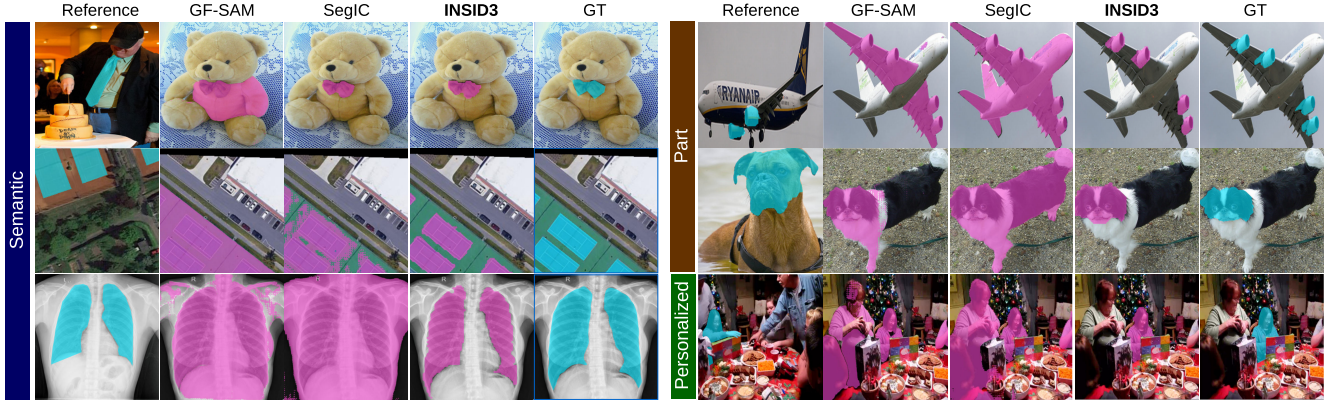 Reference GF-SAM SegIC INSID3 GT
Semantic
Reference GF-SAM SegIC INSID3 GT
Part
Personalized
RYANAIR
R
R
R